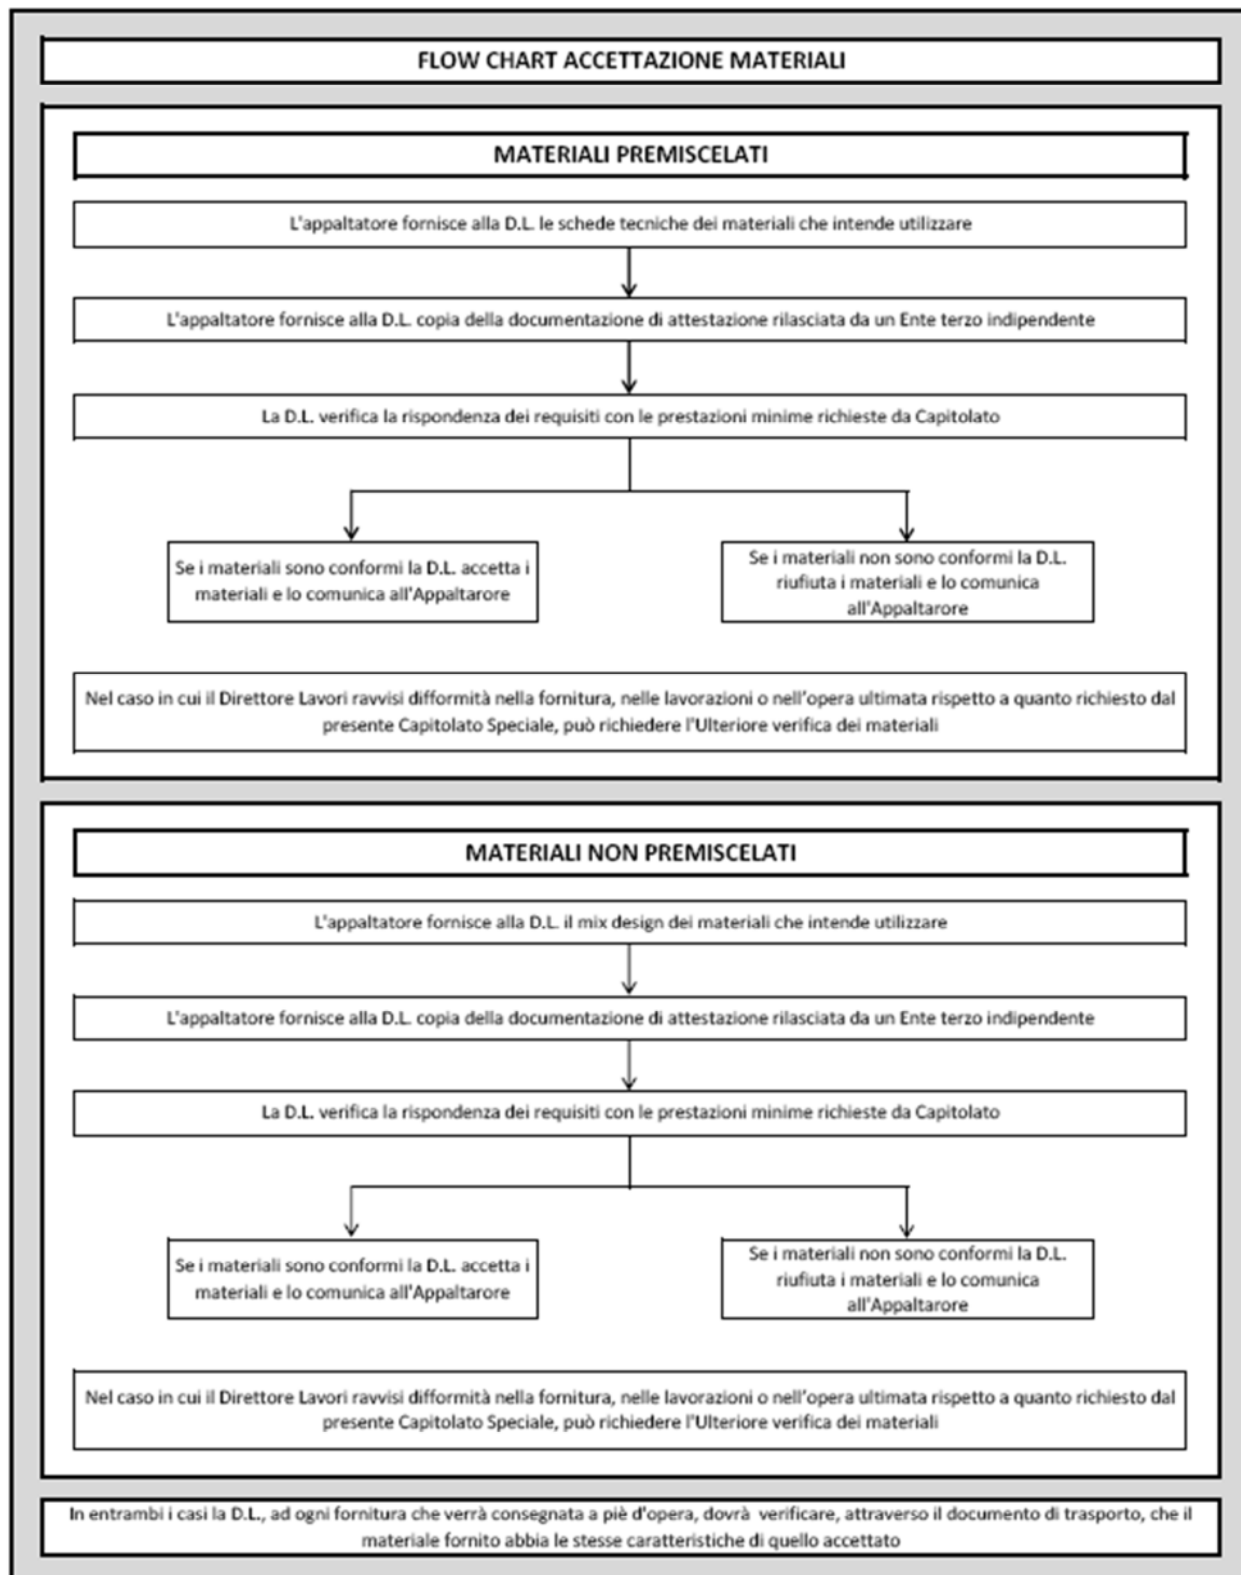 FLOW CHART ACCETTAZIONE MATERIALI
MATERIALI PREMISCELATI
L'appaltatore fornisce alla D.L. le schede tecniche dei materiali che intende utilizzare
L'appaltatore fornisce alla D.L. copia della documentazione di attestazione rilasciata da un Ente terzo indipendente
La D.L. verifica la rispondenza dei requisiti con le prestazioni minime richieste da Capitolato
Se i materiali sono conformi la D.L. accetta i
materiali e lo comunica all'Appaltarore
Se i materiali non sono conformi la D.L.
riufiuta i materiali e lo comunica
all'Appaltarore
Nel caso in cui il Direttore Lavori ravvisi difformità nella fornitura, nelle lavorazioni o nell'opera ultimata rispetto a quanto richiesto dal
presente Capitolato Speciale, può richiedere l'Ulteriore verifica dei materiali
MATERIALI NON PREMISCELATI
L'appaltatore fornisce alla D.L. il mix design dei materiali che intende utilizzare
L'appaltatore fornisce alla D.L. copia della documentazione di attestazione rilasciata da un Ente terzo indipendente
La D.L. verifica la rispondenza dei requisiti con le prestazioni minime richieste da Capitolato
Se i materiali sono conformi la D.L. accetta i
materiali e lo comunica all'Appaltarore
Se i materiali non sono conformi la D.L.
riufiuta i materiali e lo comunica
all'Appaltarore
Nel caso in cui il Direttore Lavori ravvisi difformità nella fornitura, nelle lavorazioni o nell'opera ultimata rispetto a quanto richiesto dal
presente Capitolato Speciale, può richiedere l'Ulteriore verifica dei materiali
In entrambi i casi la D.L., ad ogni fornitura che verrà consegnata a piè d'opera, dovrà verificare, attraverso il documento di trasporto, che il
materiale fornito abbia le stesse caratteristiche di quello accettato